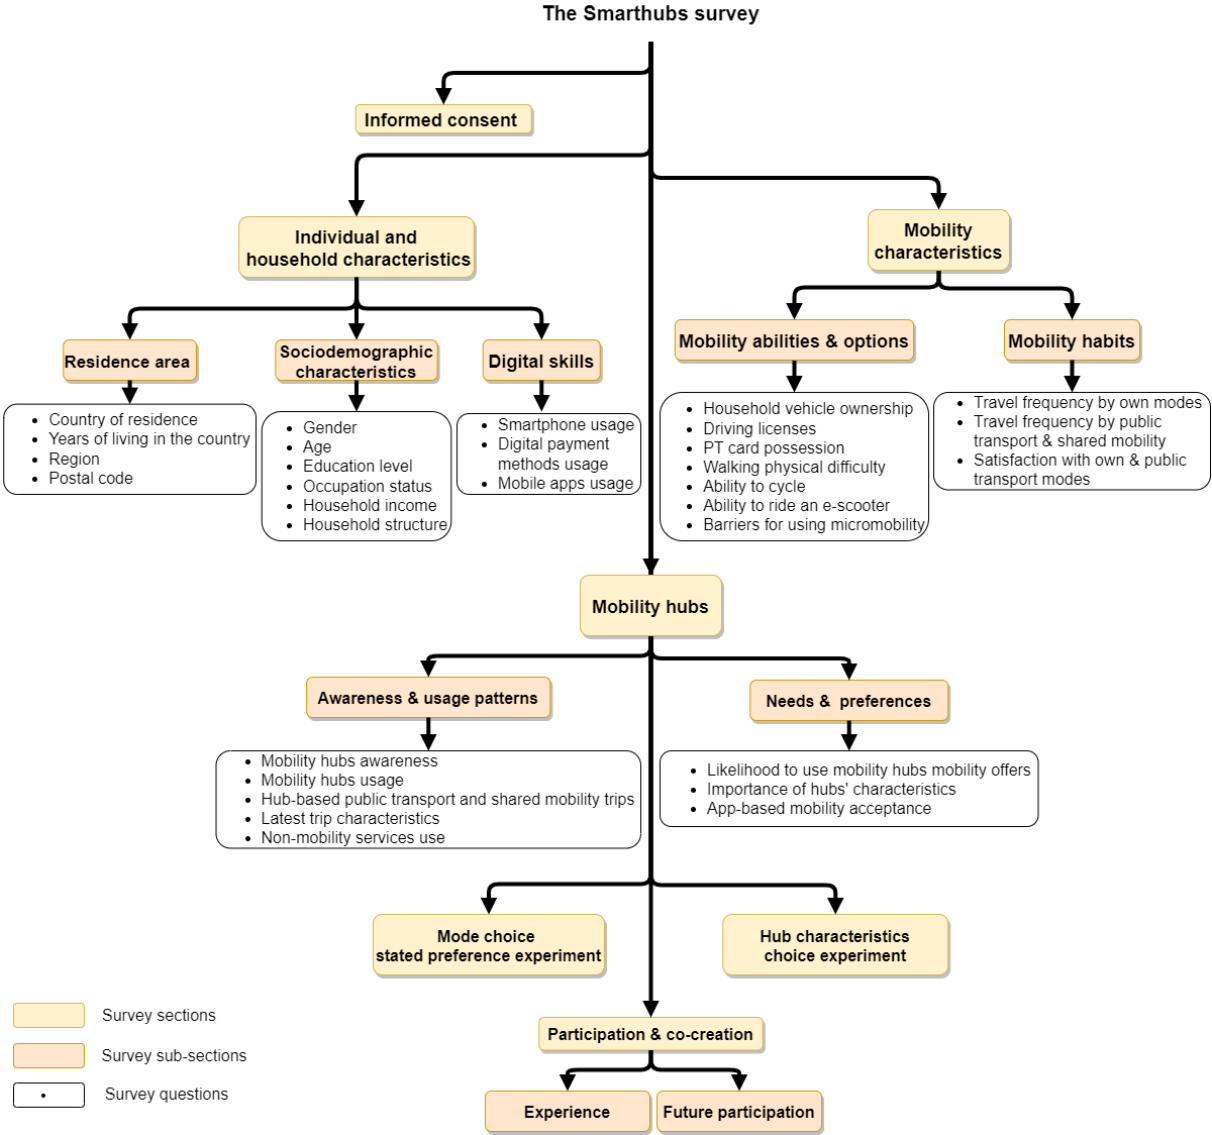 The Smarthubs survey
Informed consent
Individual and
household characteristics
Mobility
characteristics
Residence area
Sociodemographic
characteristics
Digital skills
Mobility abilities & options
Mobility habits
• Country of residence
• Years of living in the country
• Region
• Postal code
• Gender
• Age
• Education level
• Occupation status
• Household income
• Household structure
• Smartphone usage
• Digital payment
methods usage
• Mobile apps usage
• Household vehicle ownership
• Driving licenses
• PT card possession
• Walking physical difficulty
• Ability to cycle
• Ability to ride an e-scooter
• Barriers for using micromobility
• Travel frequency by own modes
• Travel frequency by public
transport & shared mobility
• Satisfaction with own & public
transport modes
Mobility hubs
Awareness & usage patterns
Needs & preferences
• Mobility hubs awareness
• Mobility hubs usage
• Hub-based public transport and shared mobility trips
• Latest trip characteristics
• Non-mobility services use
• Likelihood to use mobility hubs mobility offers
• Importance of hubs' characteristics
• App-based mobility acceptance
Mode choice
stated preference experiment
Hub characteristics
choice experiment
Participation & co-creation
Experience
Future participation
Survey sections
Survey sub-sections
Survey questions